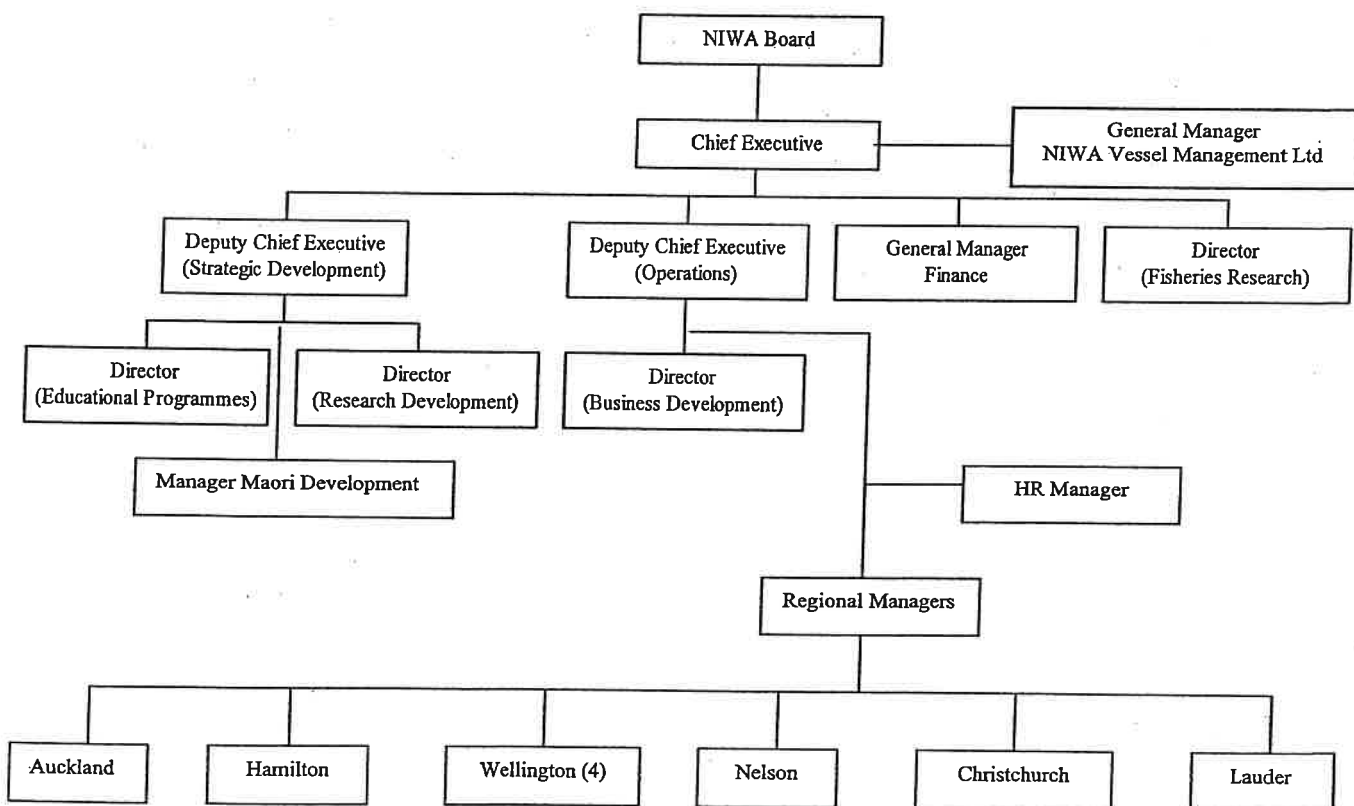 NIWA Board
Chief Executive
General Manager
NIWA Vessel Management Ltd
Deputy Chief Executive
(Strategic Development)
Deputy Chief Executive
(Operations)
General Manager
Finance
Director
(Fisheries Research)
Director
(Educational Programmes)
Director
(Research Development)
Director
(Business Development)
Manager Maori Development
HR Manager
Regional Managers
Auckland
Hamilton
Wellington (4)
Nelson
Christchurch
Lauder